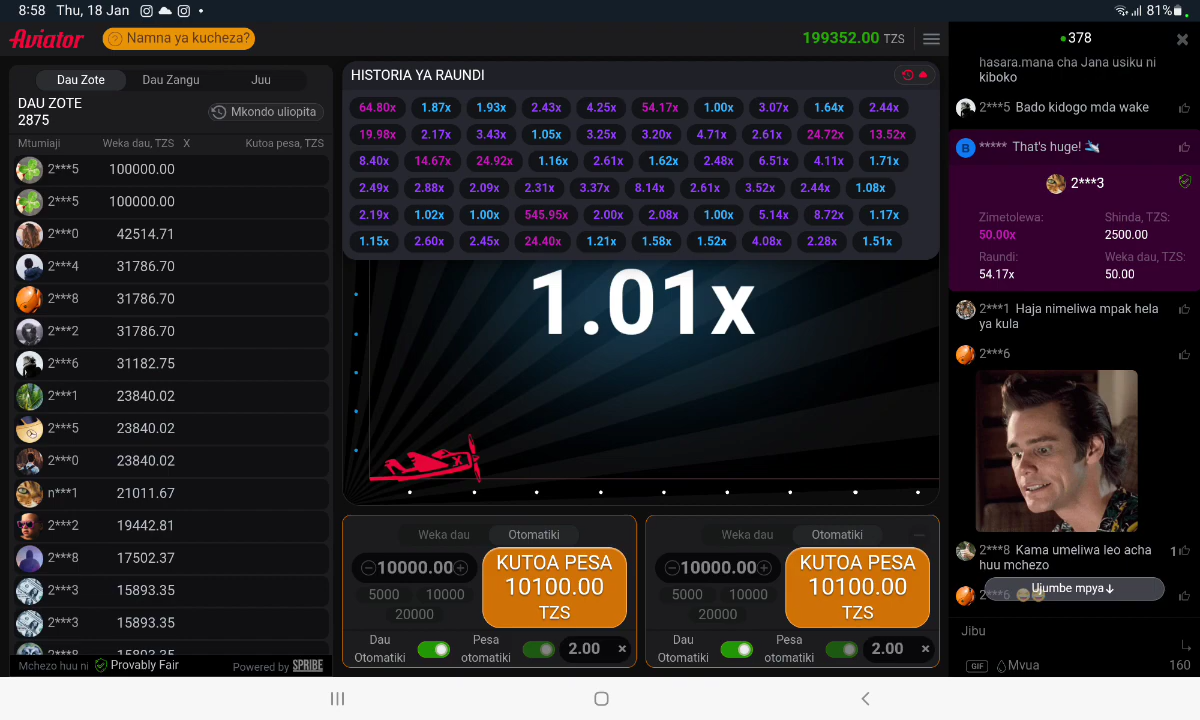 8:58 Thu, 18 Jan
81%
Aviator
? Namna ya kucheza?
199352.00 TZS
Dau Zote Dau Zangu Juu
DAU ZOTE
2875
Mkondo uliopita
Mtumiaji Weka dau, TZS X Kutoa pesa, TZS
2***5 100000.00
2***5 100000.00
2***0 42514.71
2***4 31786.70
2***8 31786.70
2***2 31786.70
2***6 31182.75
2***1 23840.02
2***5 23840.02
2***0 23840.02
n***1 21011.67
2***2 19442.81
2***8 17502.37
2***3 15893.35
2***3 15893.35
2***8 15893.35
Mchezo huu ni Provably Fair Powered by SPRIBE
HISTORIA YA RAUNDI
64.80x 1.87x 1.93x 2.43x 4.25x 54.17x 1.00x 3.07x 1.64x 2.44x
19.98x 2.17x 3.43x 1.05x 3.25x 3.20x 4.71x 2.61x 24.72x 13.52x
8.40x 14.67x 24.92x 1.16x 2.61x 1.62x 2.48x 6.51x 4.11x 1.71x
2.49x 2.88x 2.09x 2.31x 3.37x 8.14x 2.61x 3.52x 2.44x 1.08x
2.19x 1.02x 1.00x 545.95x 2.00x 2.08x 1.00x 5.14x 8.72x 1.17x
1.15x 2.60x 2.45x 24.40x 1.21x 1.58x 1.52x 4.08x 2.28x 1.51x
1.01x
X
Weka dau Otomatiki
10000.00
5000 10000
20000
KUTOA PESA
10100.00
TZS
Dau
Otomatiki
Pesa
otomatiki
2.00 ×
Weka dau Otomatiki
10000.00
5000 10000
20000
KUTOA PESA
10100.00
TZS
Dau
Otomatiki
Pesa
otomatiki
2.00 ×
378
hasara.mana cha Jana usiku ni
kiboko
2***5 Bado kidogo mda wake
B ***** That's huge!
2***3
Zimetolewa: Shinda, TZS:
50.00x 2500.00
Raundi: Weka dau, TZS:
54.17x 50.00
2***1 Haja nimeliwa mpak hela
ya kula
2***6
2***8 Kama umeliwa leo acha
huu mchezo
1
2***6
Ujumbe mpya↓
Jibu
GIF Mvua 160